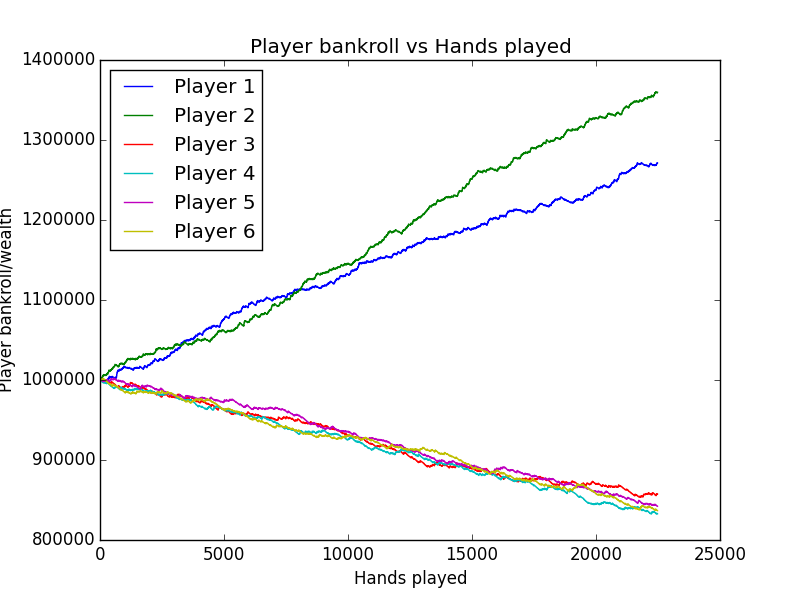 Player bankroll vs Hands played
1400000
1300000
1200000
1100000
1000000
900000
800000
Player bankroll/wealth
Player 1
Player 2
Player 3
Player 4
Player 5
Player 6
0
5000
10000
15000
20000
25000
Hands played